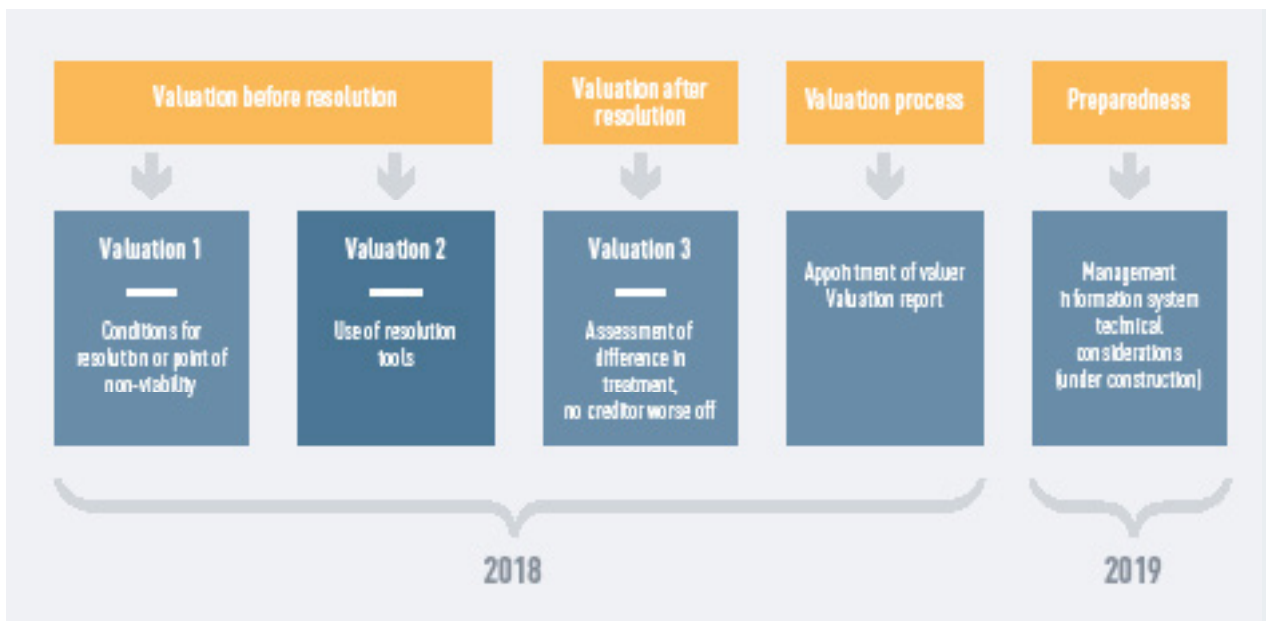 Valuation before resolution
Valuation after
resolution
Valuation process
Preparedness
Valuation 1
Conditions for
resolution or point of
non-viability
Valuation 2
Use of resolution
tools
Valuation 3
Assessment of
difference in
treatment,
no creditor worse off
Appointment of valuer
Valuation report
Management
information system
technical
considerations
(under construction)
2018
2019